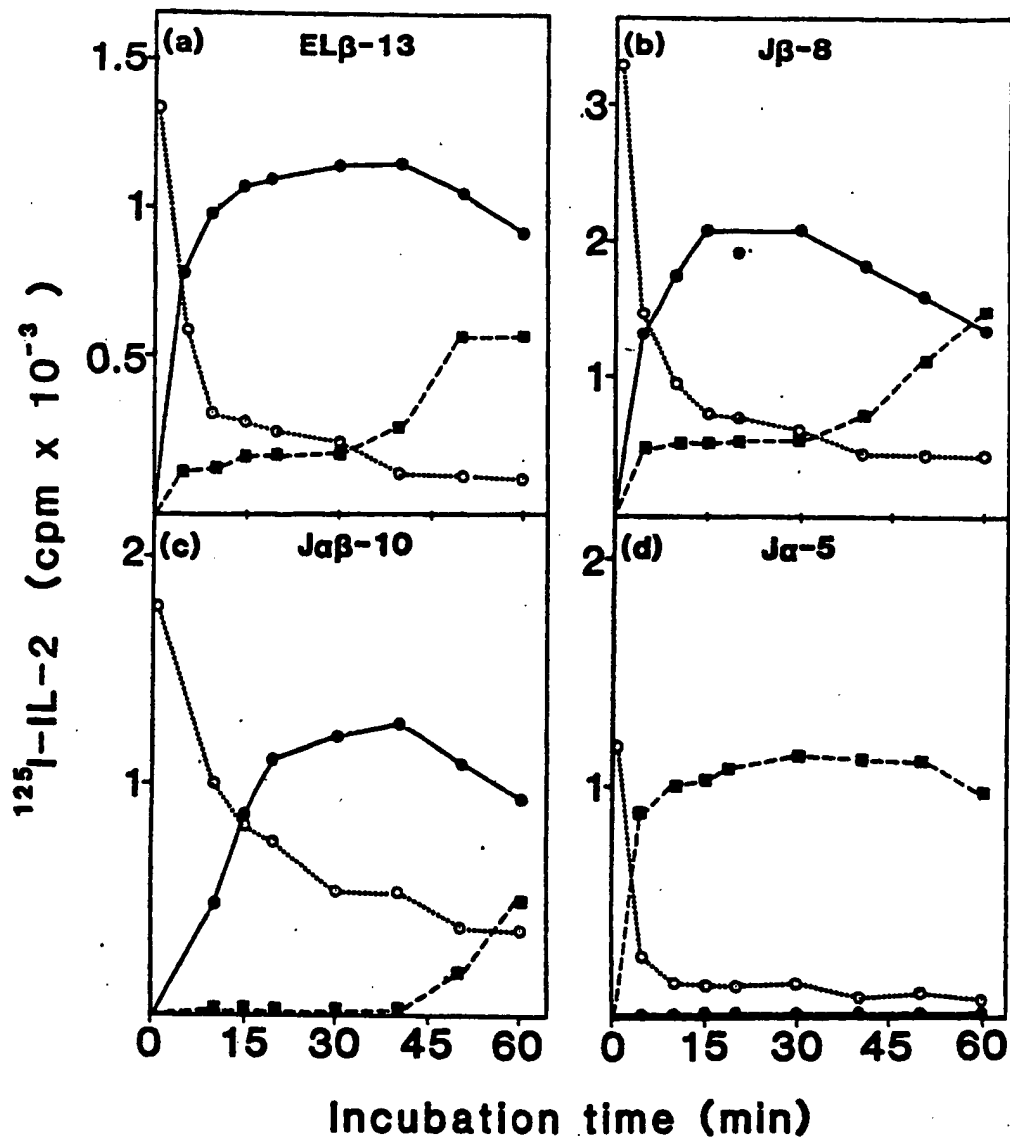 (a) ELβ-13
1.5
1
0.5
(b) Jβ-8
3
2
1
(c) Jαβ-10
2
1
0 15 30 45 60
(d) Jα-5
2
1
0 15 30 45 60
¹²⁵I-IL-2 (cpm x 10⁻³)
Incubation time (min)